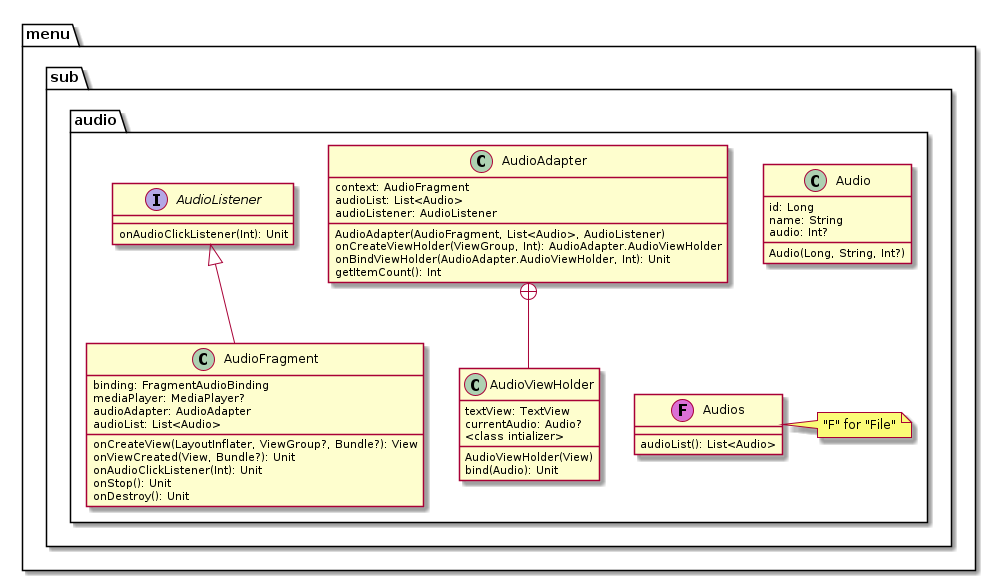 menu
sub
audio
I AudioListener
onAudioClickListener(Int): Unit
C AudioAdapter
context: AudioFragment
audioList: List<Audio>
audioListener: AudioListener
AudioAdapter(AudioFragment, List<Audio>, AudioListener)
onCreateViewHolder(ViewGroup, Int): AudioAdapter.AudioViewHolder
onBindViewHolder(AudioAdapter.AudioViewHolder, Int): Unit
getItemCount(): Int
C Audio
id: Long
name: String
audio: Int?
Audio(Long, String, Int?)
C AudioFragment
binding: FragmentAudioBinding
mediaPlayer: MediaPlayer?
audioAdapter: AudioAdapter
audioList: List<Audio>
onCreateView(LayoutInflater, ViewGroup?, Bundle?): View
onViewCreated(View, Bundle?): Unit
onAudioClickListener(Int): Unit
onStop(): Unit
onDestroy(): Unit
C AudioViewHolder
textView: TextView
currentAudio: Audio?
<class intializer>
AudioViewHolder(View)
bind(Audio): Unit
F Audios
audioList(): List<Audio>
"F" for "File"